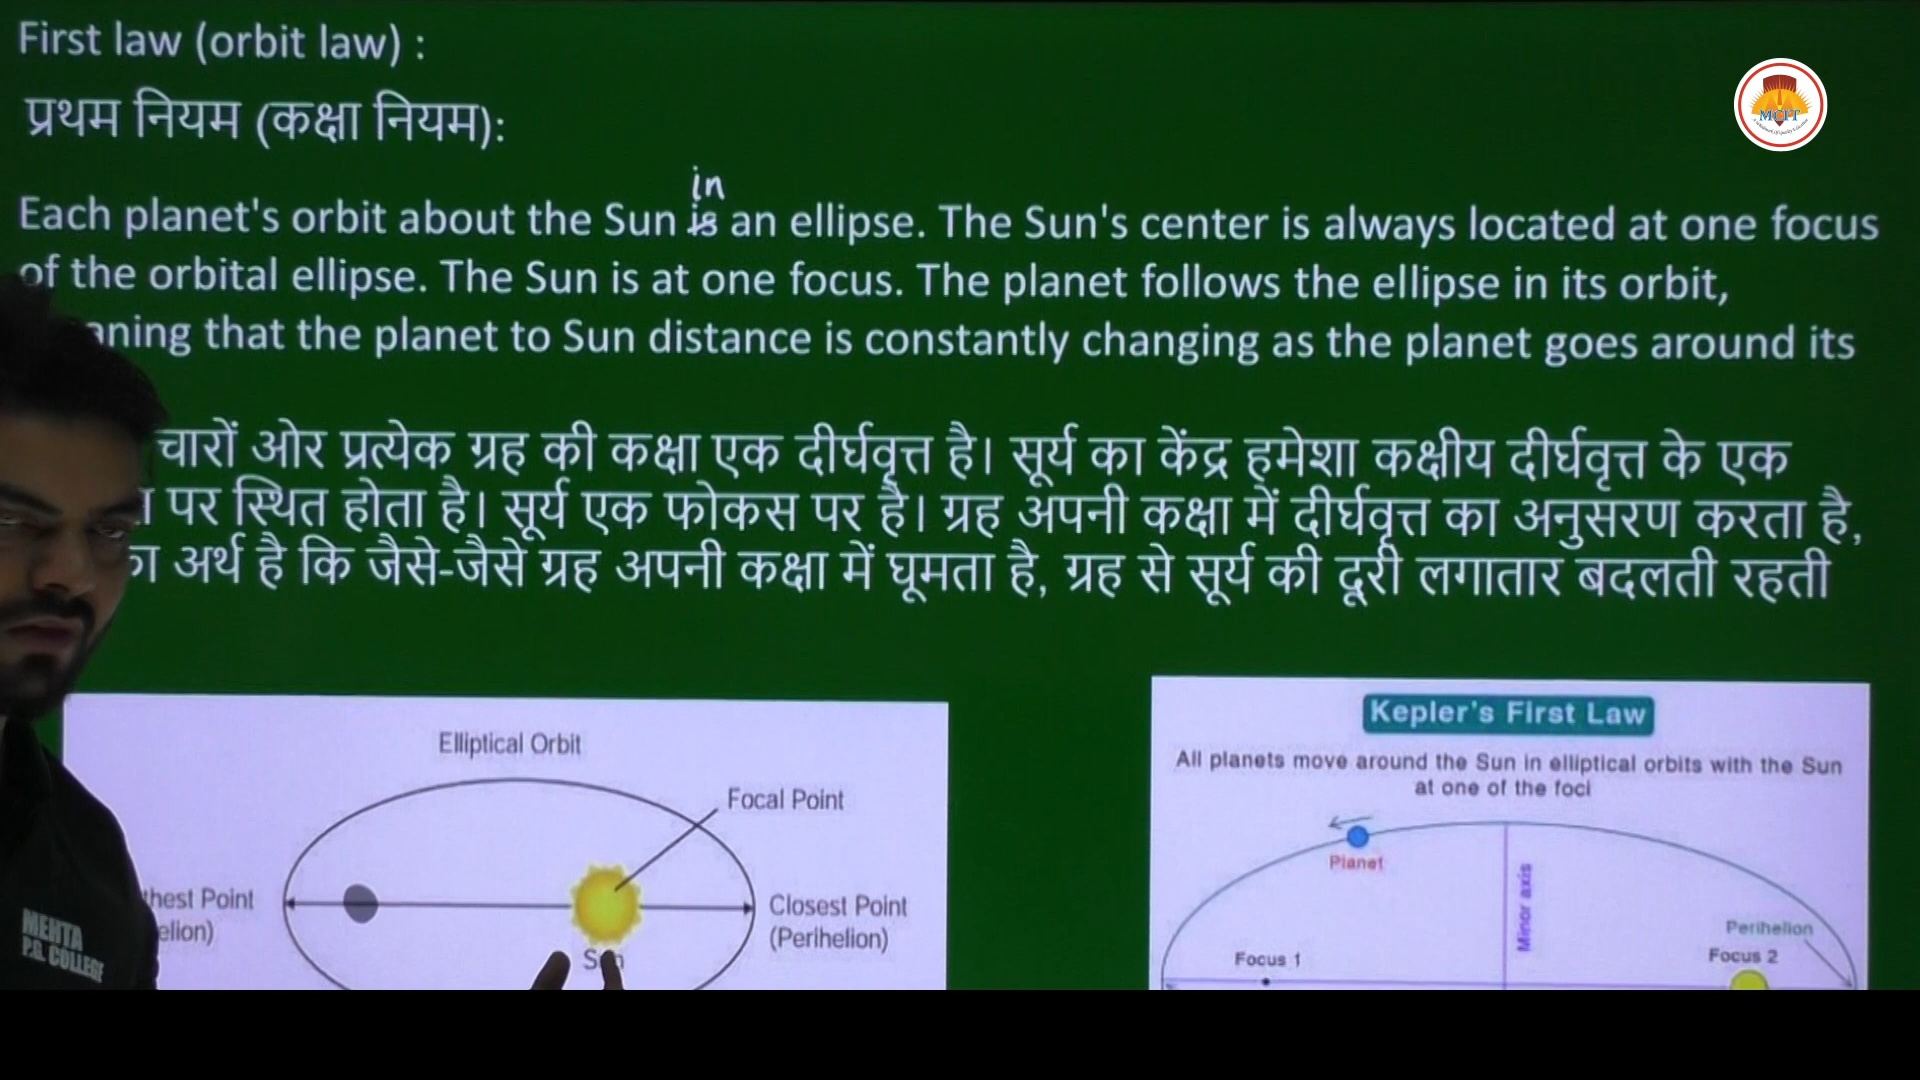 First law (orbit law) :
प्रथम नियम (कक्षा नियम):
in
Each planet's orbit about the Sun is an ellipse. The Sun's center is always located at one focus
of the orbital ellipse. The Sun is at one focus. The planet follows the ellipse in its orbit,
that the planet to Sun distance is constantly changing as the planet goes around its
चारों ओर प्रत्येक ग्रह की कक्षा एक दीर्घवृत्त है। सूर्य का केंद्र हमेशा कक्षीय दीर्घवृत्त के एक
पर स्थित होता है। सूर्य एक फोकस पर है। ग्रह अपनी कक्षा में दीर्घवृत्त का अनुसरण करता है,
अर्थ है कि जैसे-जैसे ग्रह अपनी कक्षा में घूमता है, ग्रह से सूर्य की दूरी लगातार बदलती रहती
Elliptical Orbit
Focal Point
Point
Closest Point
(Perihelion)
Kepler's First Law
All planets move around the Sun in elliptical orbits with the Sun
at one of the foci
Planet
Minor axis
Perihelion
Focus 1
Focus 2
MCPT
MEHTA
P.G. COLLEGE